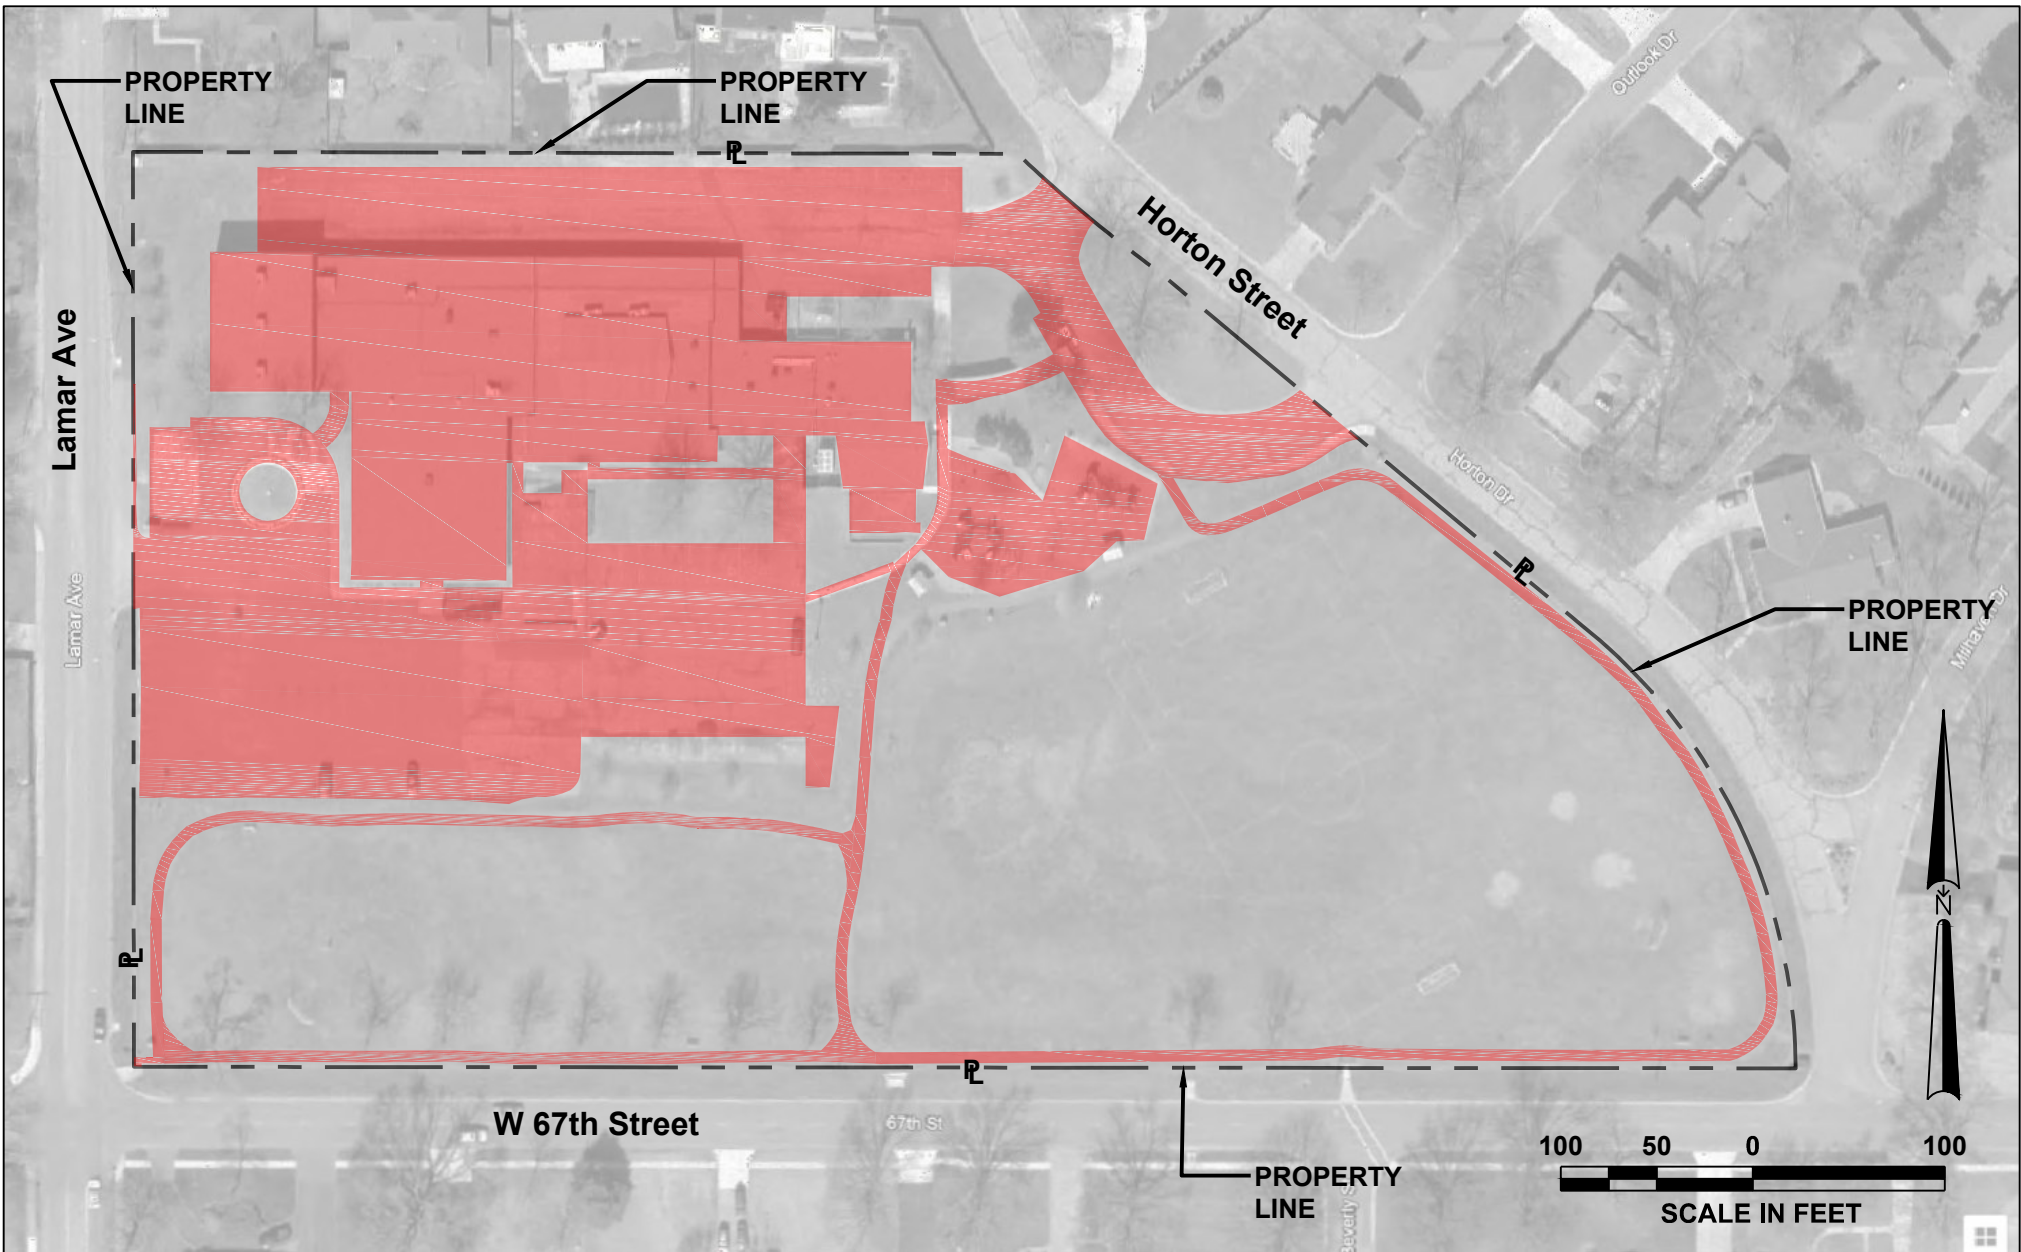 PROPERTY
LINE
PROPERTY
LINE
PL
Outlook Dr
Horton Street
Lamar Ave
Horton Dr
PL
Lamar Ave
PROPERTY
LINE
N
PL
PL
W 67th Street
67th St
100 50 0 100
PROPERTY
LINE
SCALE IN FEET